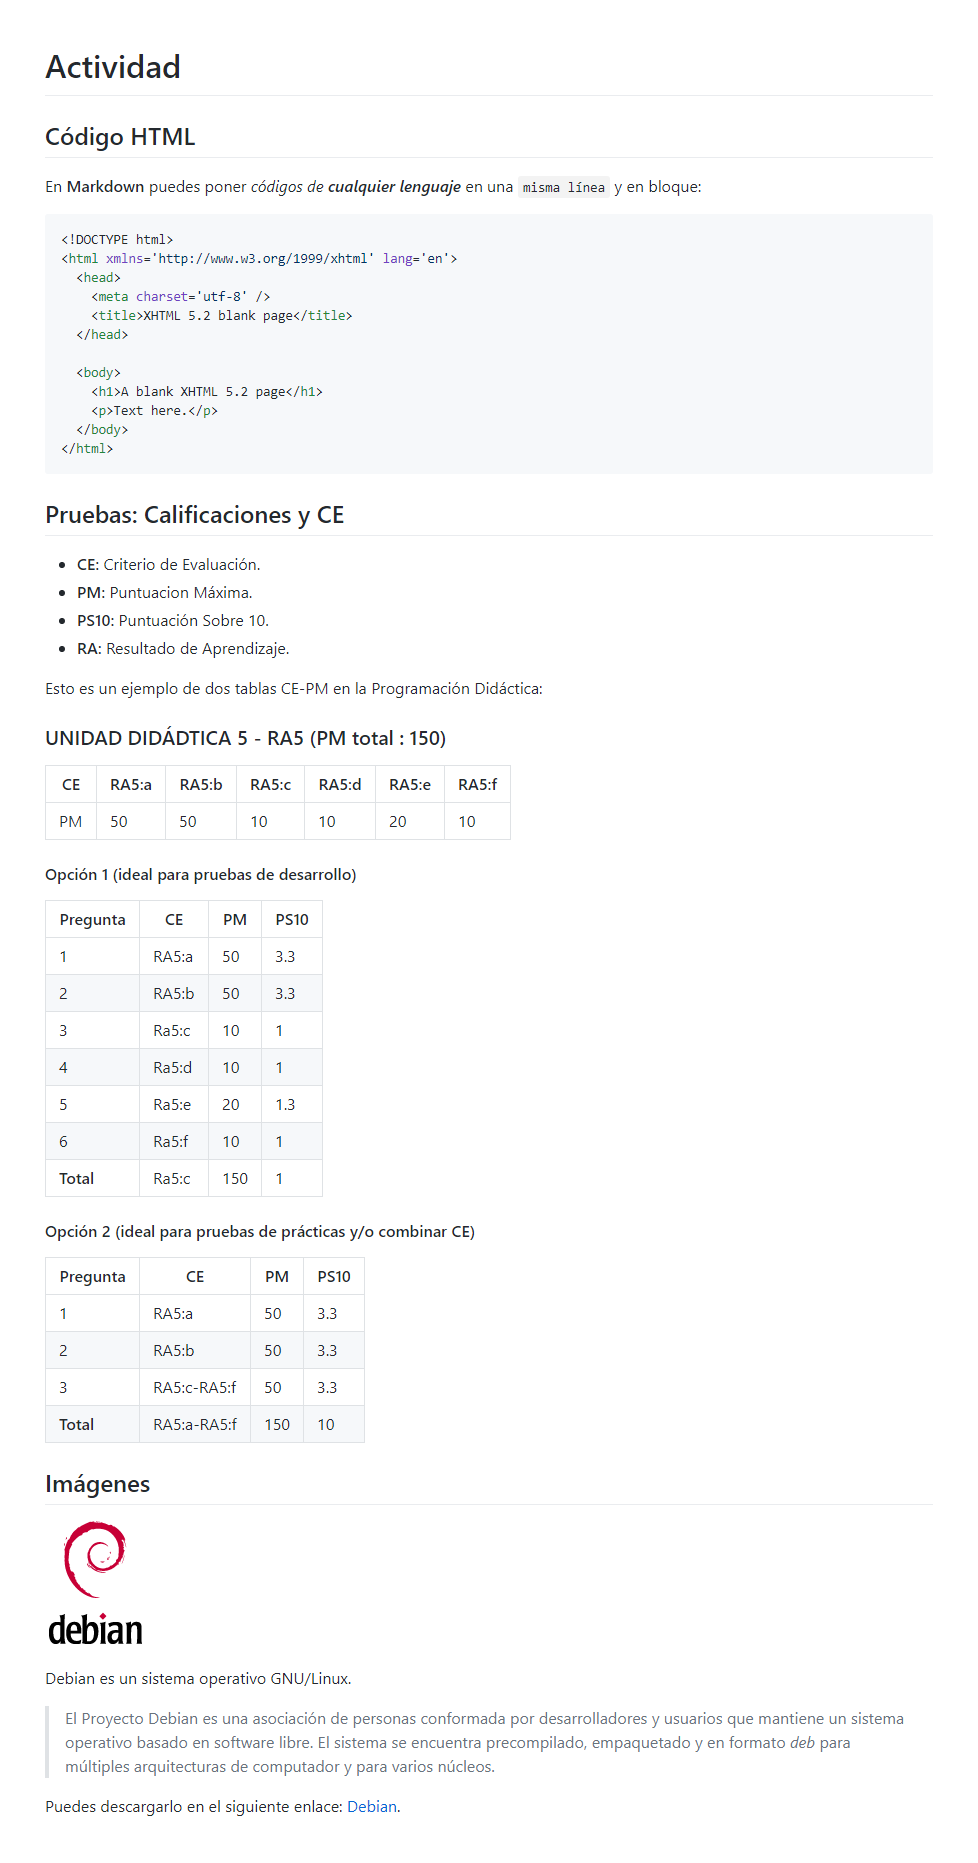 Actividad
Código HTML
En Markdown puedes poner códigos de cualquier lenguaje en una misma línea y en bloque:
<!DOCTYPE html>
<html xmlns='http://www.w3.org/1999/xhtml' lang='en'>
  <head>
    <meta charset='utf-8' />
    <title>XHTML 5.2 blank page</title>
  </head>
  <body>
    <h1>A blank XHTML 5.2 page</h1>
    <p>Text here.</p>
  </body>
</html>
Pruebas: Calificaciones y CE
• CE: Criterio de Evaluación.
• PM: Puntuacion Máxima.
• PS10: Puntuación Sobre 10.
• RA: Resultado de Aprendizaje.
Esto es un ejemplo de dos tablas CE-PM en la Programación Didáctica:
UNIDAD DIDÁDTICA 5 - RA5 (PM total : 150)
CE RA5:a RA5:b RA5:c RA5:d RA5:e RA5:f
PM 50 50 10 10 20 10
Opción 1 (ideal para pruebas de desarrollo)
Pregunta CE PM PS10
1 RA5:a 50 3.3
2 RA5:b 50 3.3
3 Ra5:c 10 1
4 Ra5:d 10 1
5 Ra5:e 20 1.3
6 Ra5:f 10 1
Total Ra5:c 150 1
Opción 2 (ideal para pruebas de prácticas y/o combinar CE)
Pregunta CE PM PS10
1 RA5:a 50 3.3
2 RA5:b 50 3.3
3 RA5:c-RA5:f 50 3.3
Total RA5:a-RA5:f 150 10
Imágenes
debian
Debian es un sistema operativo GNU/Linux.
El Proyecto Debian es una asociación de personas conformada por desarrolladores y usuarios que mantiene un sistema
operativo basado en software libre. El sistema se encuentra precompilado, empaquetado y en formato deb para
múltiples arquitecturas de computador y para varios núcleos.
Puedes descargarlo en el siguiente enlace: Debian.